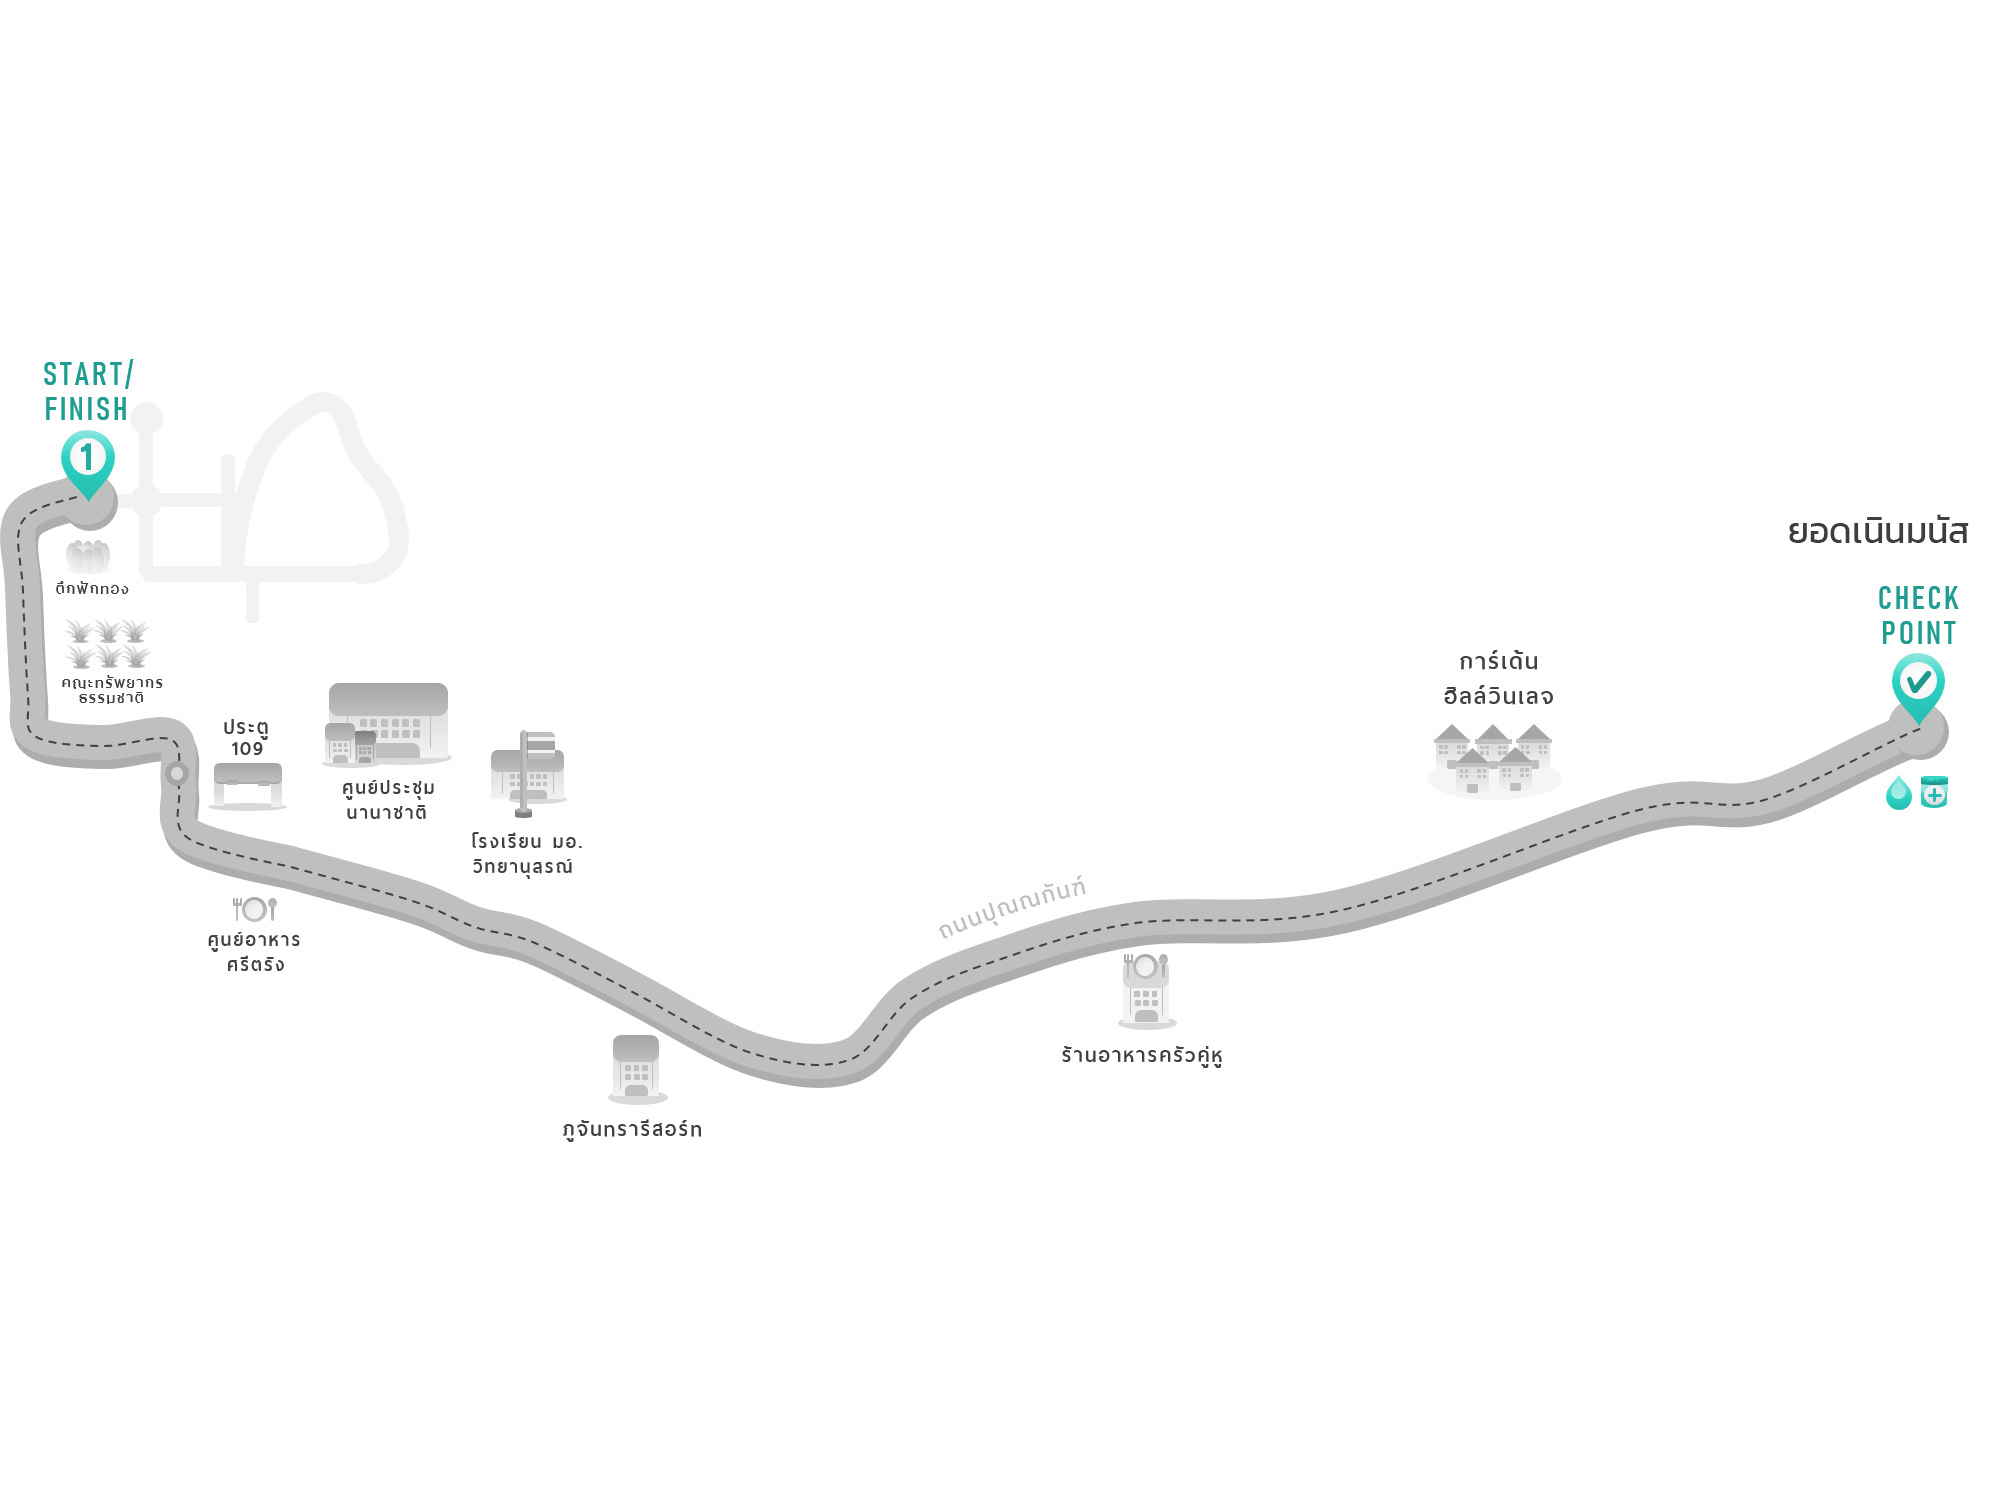 START/
FINISH
1
ตึกฟักทอง
คณะทรัพยากร
ธรรมชาติ
ประตู
109
ศูนย์ประชุม
นานาชาติ
โรงเรียน มอ.
วิทยานุสรณ์
ศูนย์อาหาร
ศรีตรัง
ภูจันทรารีสอร์ท
ถนนปุณณกันฑ์
ร้านอาหารครัวคู่หู
การ์เด้น
ฮิลล์วินเลจ
ยอดเนินมนัส
CHECK
POINT